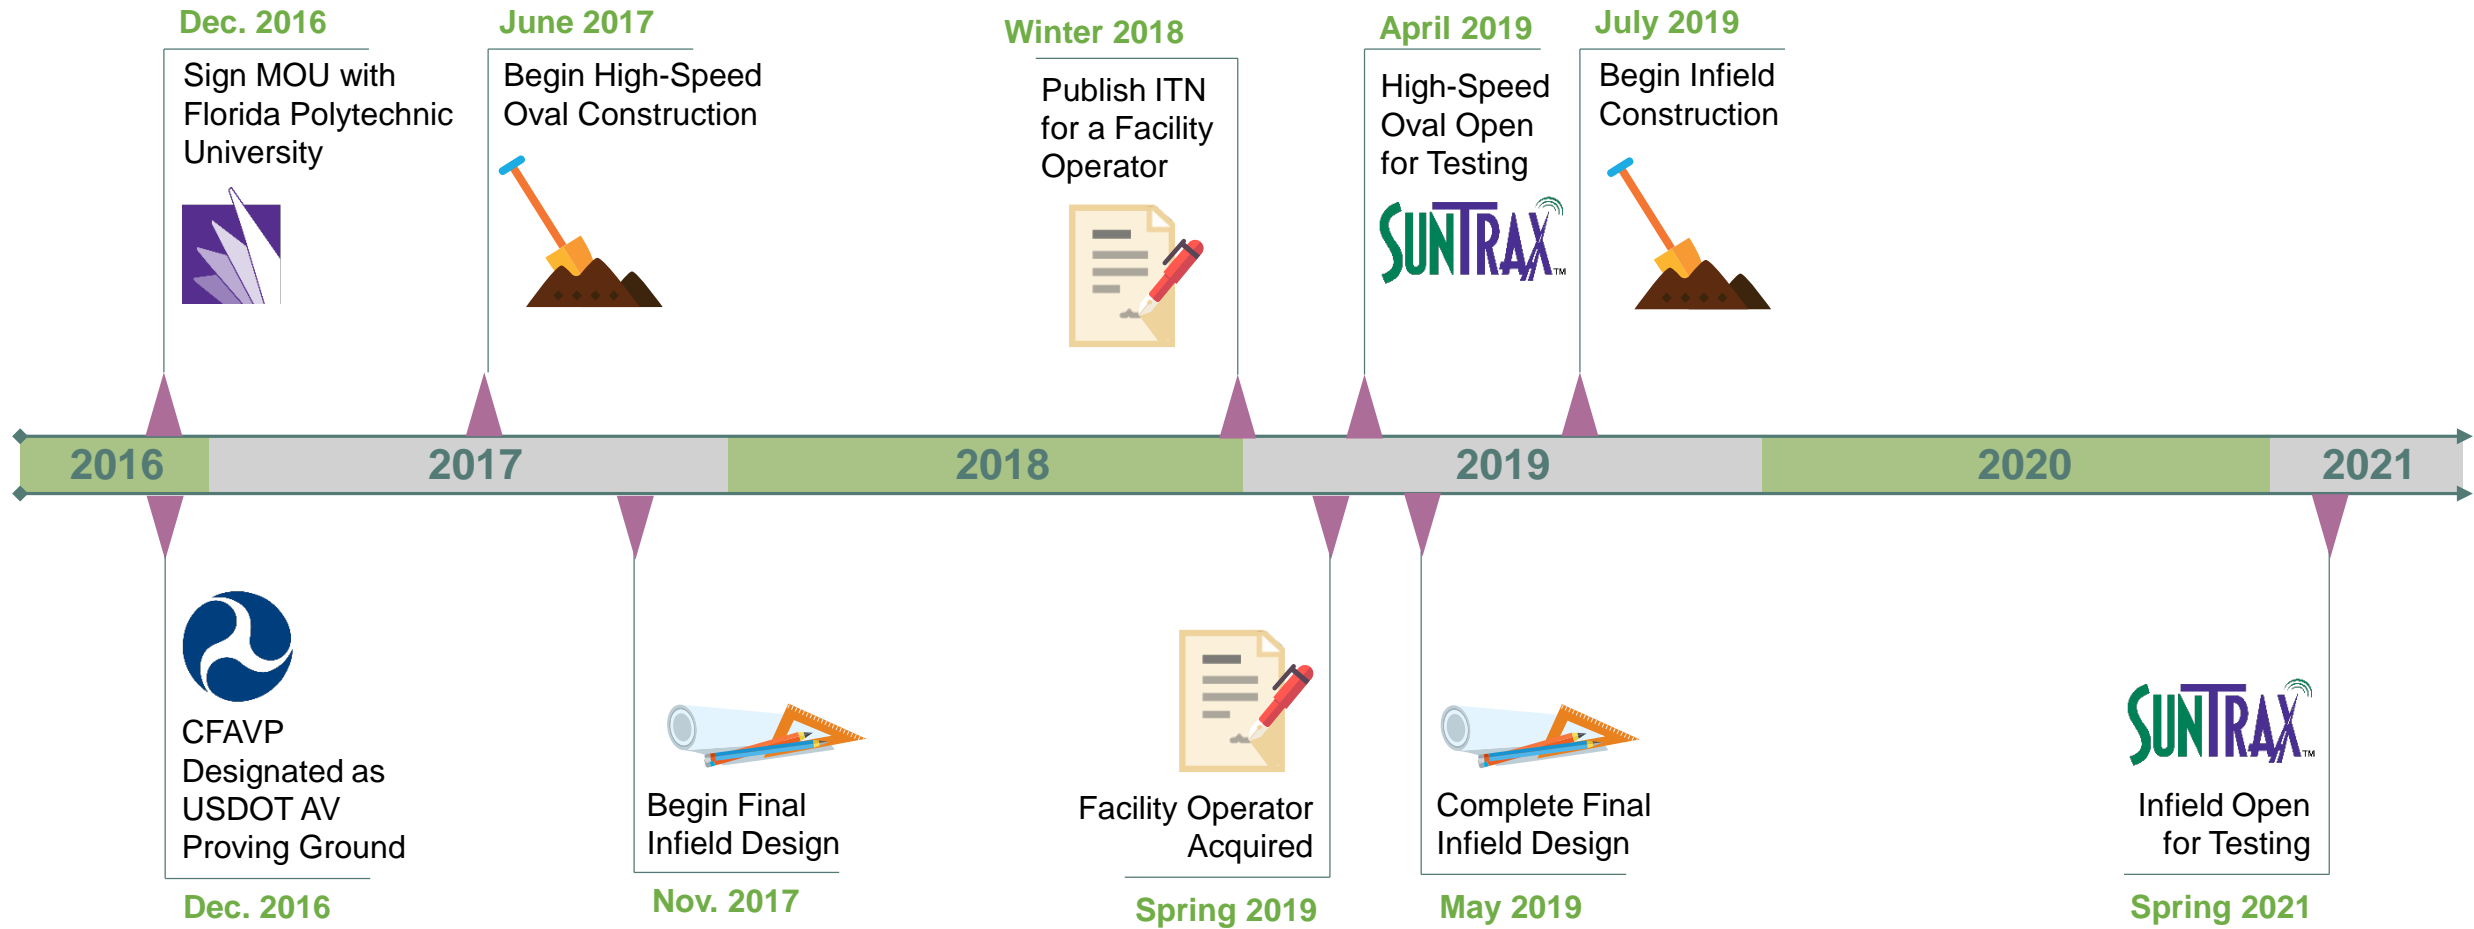 Dec. 2016
Sign MOU with
Florida Polytechnic
University
June 2017
Begin High-Speed
Oval Construction
Winter 2018
Publish ITN
for a Facility
Operator
April 2019
High-Speed
Oval Open
for Testing
SUNTRAX™
July 2019
Begin Infield
Construction
2016
2017
2018
2019
2020
2021
CFAVP
Designated as
USDOT AV
Proving Ground
Dec. 2016
Begin Final
Infield Design
Nov. 2017
Facility Operator
Acquired
Spring 2019
Complete Final
Infield Design
May 2019
SUNTRAX™
Infield Open
for Testing
Spring 2021